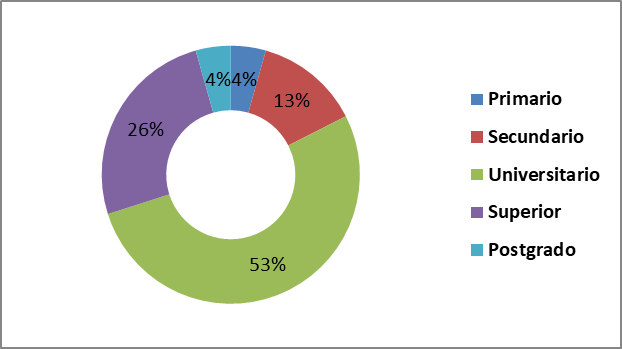 4%
4%
13%
26%
53%
Primario
Secundario
Universitario
Superior
Postgrado